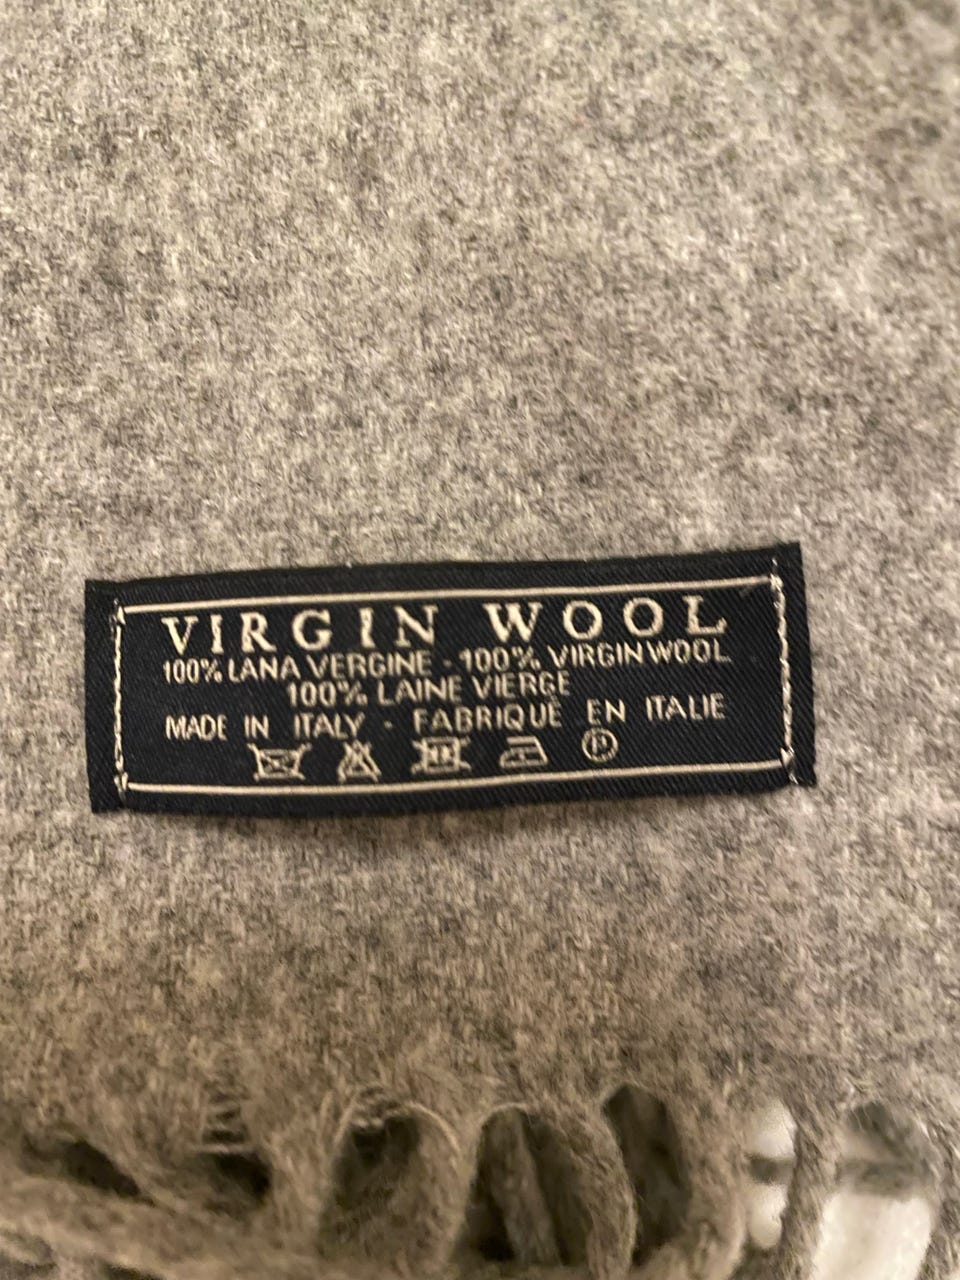 VIRGIN WOOL
100% LANA VERGINE - 100% VIRGIN WOOL
100% LAINE VIERGE
MADE IN ITALY - FABRIQUÉ EN ITALIE
P